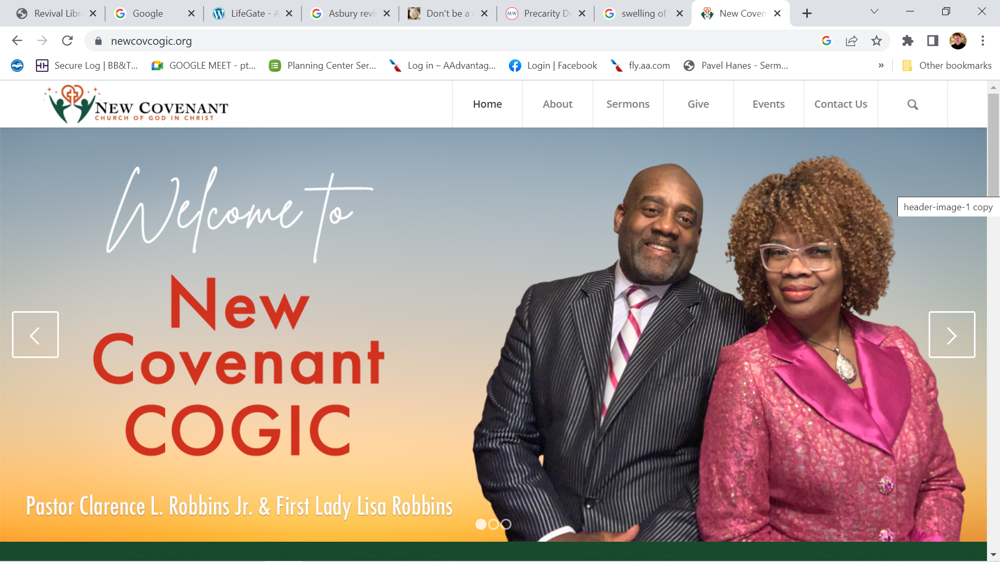 Revival Libr
Google
LifeGate - A
Asbury revi
Don't be a c
MW
Precarity De
swelling of
New Coven
newcovcogic.org
HH
Secure Log | BB&T...
GOOGLE MEET - pt...
Planning Center Ser...
Log in – AAdvantag...
Login | Facebook
fly.aa.com
Pavel Hanes - Serm...
»
Other bookmarks
NEW COVENANT
CHURCH OF GOD IN CHRIST
Home
About
Sermons
Give
Events
Contact Us
header-image-1 copy
Welcome to
New
Covenant
COGIC
Pastor Clarence L. Robbins Jr. & First Lady Lisa Robbins